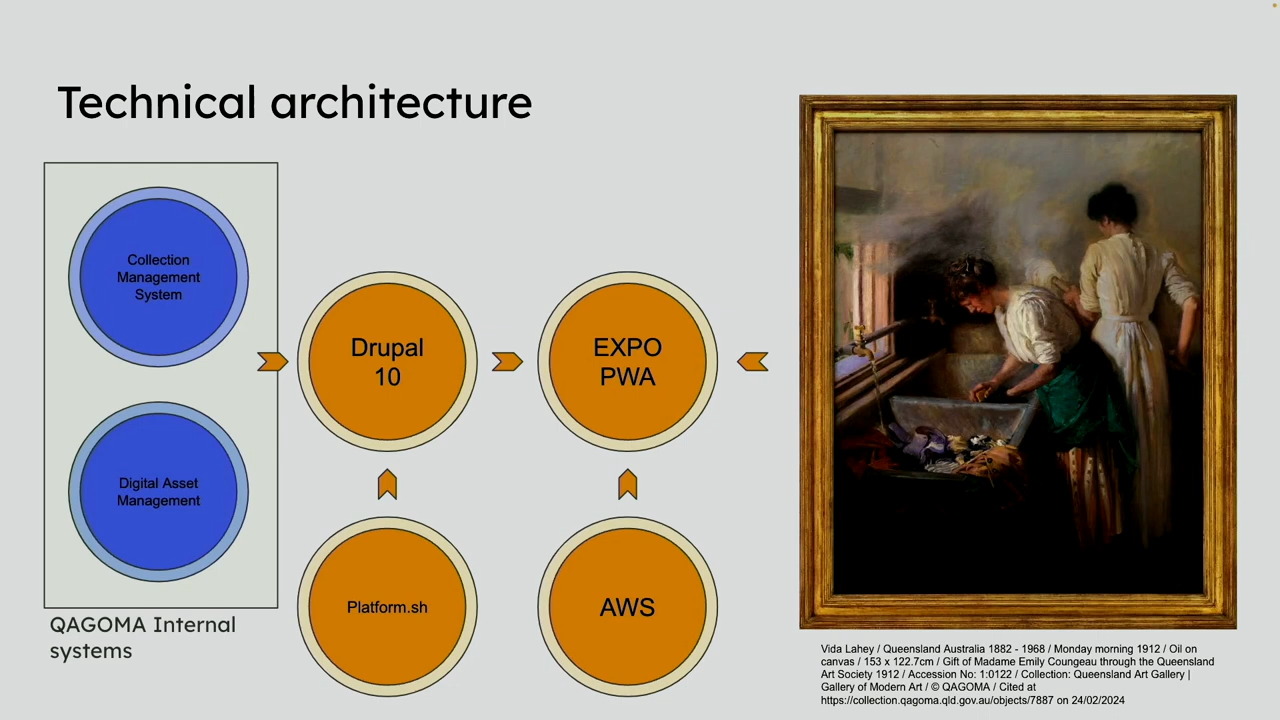 Technical architecture
Collection
Management
System
Digital Asset
Management
QAGOMA Internal
systems
Drupal
10
EXPO
PWA
Platform.sh
AWS
Vida Lahey / Queensland Australia 1882 - 1968 / Monday morning 1912 / Oil on
canvas / 153 x 122.7cm / Gift of Madame Emily Coungeau through the Queensland
Art Society 1912 / Accession No: 1:0122 / Collection: Queensland Art Gallery |
Gallery of Modern Art / © QAGOMA / Cited at
https://collection.qagoma.qld.gov.au/objects/7887 on 24/02/2024